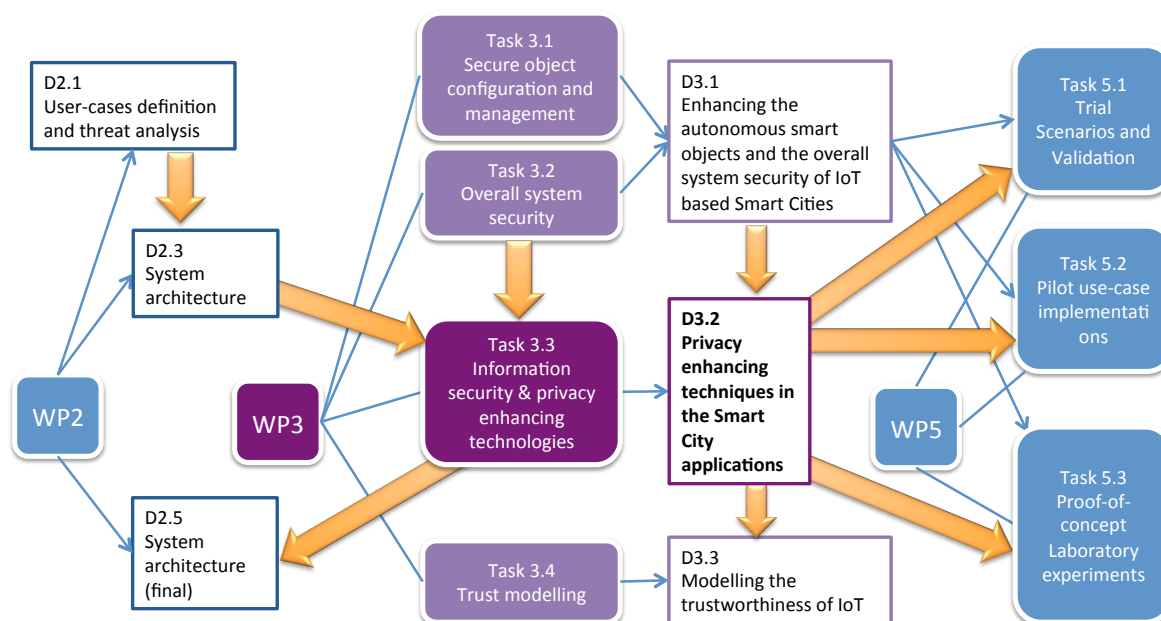 D2.1
User-cases definition
and threat analysis
D2.3
System
architecture
WP2
D2.5
System
architecture
(final)
WP3
Task 3.1
Secure object
configuration and
management
Task 3.2
Overall system
security
Task 3.3
Information
security & privacy
enhancing
technologies
Task 3.4
Trust modelling
D3.1
Enhancing the
autonomous smart
objects and the overall
system security of IoT
based Smart Cities
D3.2
Privacy
enhancing
techniques in
the Smart
City
applications
D3.3
Modelling the
trustworthiness of IoT
WP5
Task 5.1
Trial
Scenarios and
Validation
Task 5.2
Pilot use-case
implementati
ons
Task 5.3
Proof-of-
concept
Laboratory
experiments